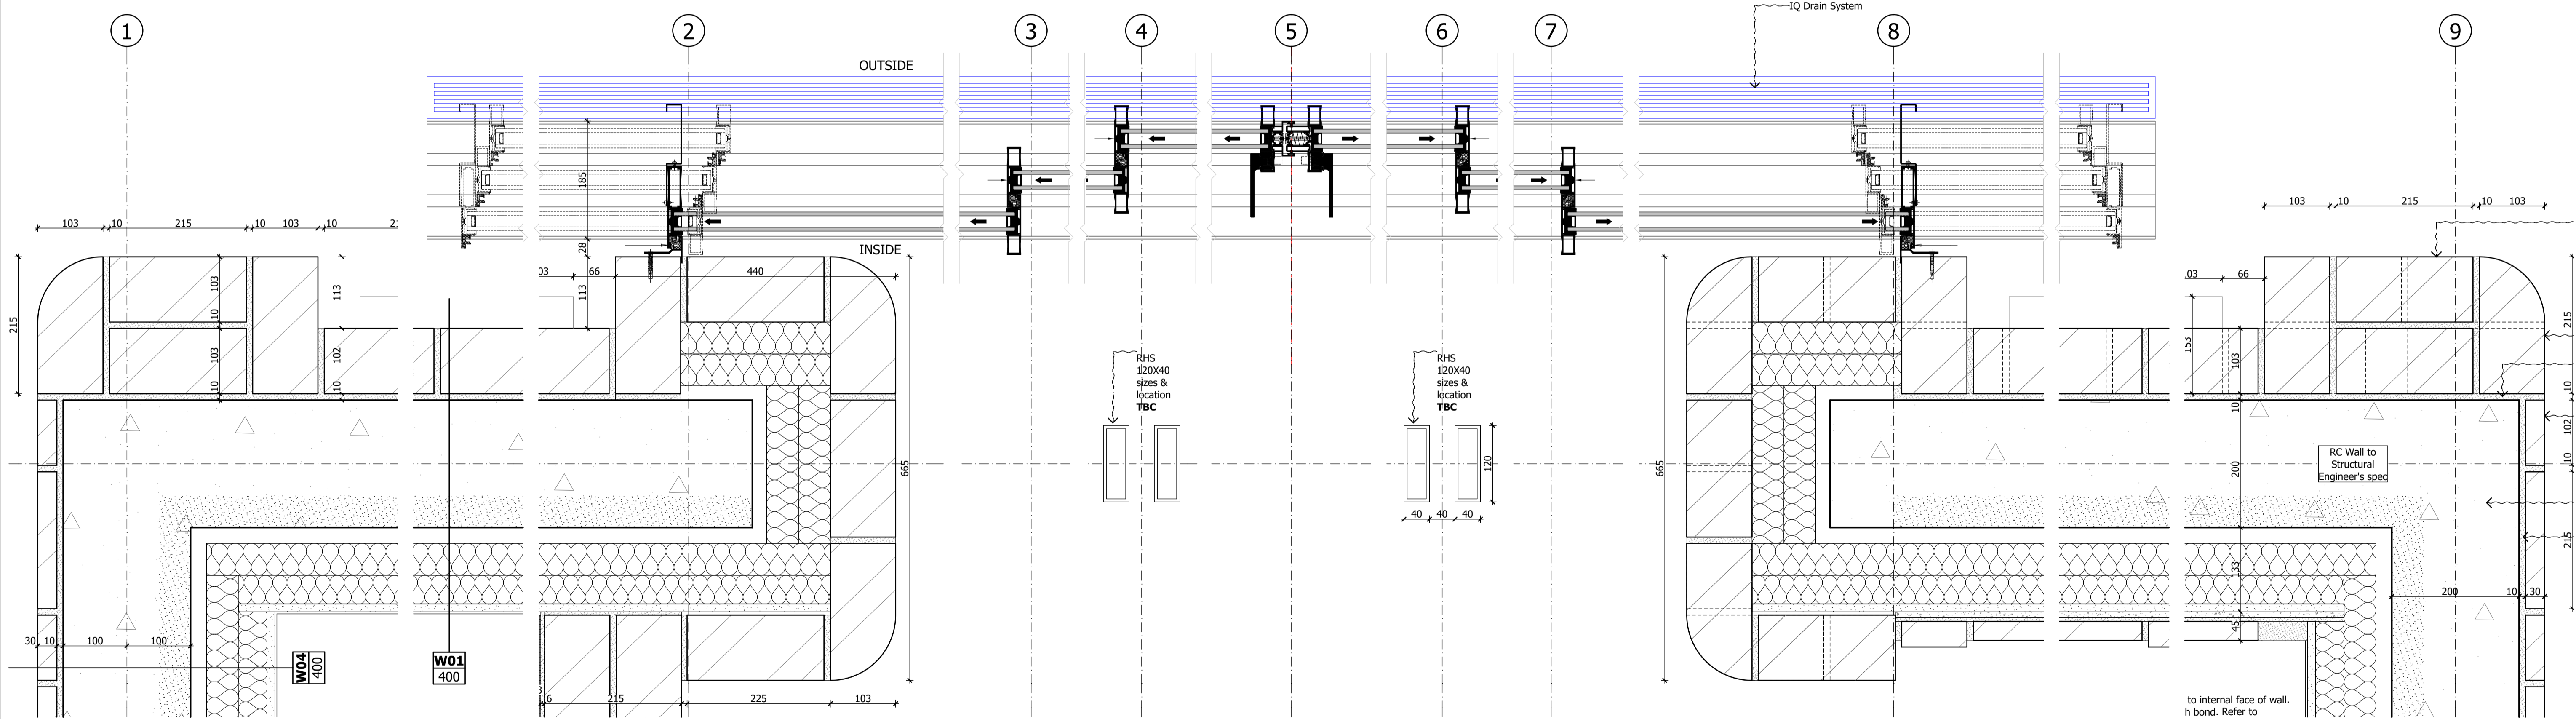 IQ Drain System
1 2 3 4 5 6 7 8 9
OUTSIDE
185
28
INSIDE
103 10 215 10 103 10
103 10 215 10 103
66 440
66
215
103
10
103
10
113
102
10
113
665
665
RHS
120X40
sizes &
location
TBC
RHS
120X40
sizes &
location
TBC
120
40 40 40
153
103
10
200
133
45
215
10
102
10
215
RC Wall to
Structural
Engineer's spec
200 10 30
30 10 100 100
W04
400
W01
400
215 225 103
to internal face of wall.
h bond. Refer to